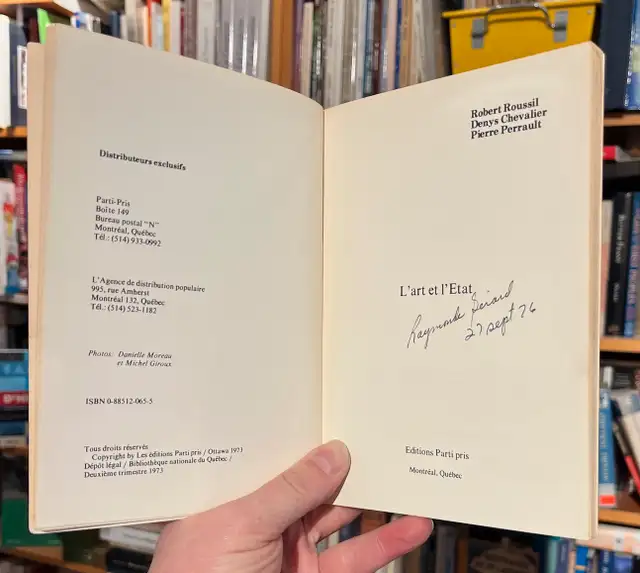 Distributeurs exclusifs
Parti-Pris
Boîte 149
Bureau postal "N"
Montréal, Québec
Tél.: (514) 933-0992
L'Agence de distribution populaire
995, rue Amherst
Montréal 132, Québec
Tél.: (514) 523-1182
Photos: Danielle Moreau
et Michel Giroux
ISBN 0-88512-065-5
Tous droits réservés
Copyright by Les éditions Parti pris / Ottawa 1973
Dépôt légal / Bibliothèque nationale du Québec /
Deuxième trimestre 1973
Robert Roussil
Denys Chevalier
Pierre Perrault
L'art et l'Etat
Raymonde
27 sept 76
Editions Parti pris
Montréal, Québec